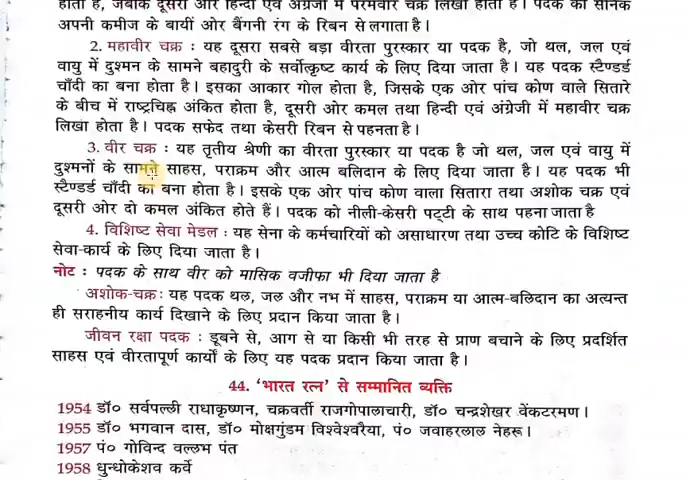 होता है, जबकि दूसरी ओर हिन्दी एवं अंग्रेजी में परमवीर चक्र लिखा होता है। पदक को सैनिक
अपनी कमीज के बायीं ओर बैंगनी रंग के रिबन से लगाता है।
2. महावीर चक्र : यह दूसरा सबसे बड़ा वीरता पुरस्कार या पदक है, जो थल, जल एवं
वायु में दुश्मन के सामने बहादुरी के सर्वोत्कृष्ट कार्य के लिए दिया जाता है। यह पदक स्टैण्डर्ड
चाँदी का बना होता है। इसका आकार गोल होता है, जिसके एक ओर पांच कोण वाले सितारे
के बीच में राष्ट्रचिह्न अंकित होता है, दूसरी ओर कमल तथा हिन्दी एवं अंग्रेजी में महावीर चक्र
लिखा होता है। पदक सफेद तथा केसरी रिबन से पहनता है।
3. वीर चक्र : यह तृतीय श्रेणी का वीरता पुरस्कार या पदक है जो थल, जल एवं वायु में
दुश्मनों के सामने साहस, पराक्रम और आत्म बलिदान के लिए दिया जाता है। यह पदक भी
स्टैण्डर्ड चाँदी का बना होता है। इसके एक ओर पांच कोण वाला सितारा तथा अशोक चक्र एवं
दूसरी ओर दो कमल अंकित होते हैं। पदक को नीली-केसरी पट्टी के साथ पहना जाता है
4. विशिष्ट सेवा मेडल : यह सेना के कर्मचारियों को असाधारण तथा उच्च कोटि के विशिष्ट
सेवा-कार्य के लिए दिया जाता है।
नोट : पदक के साथ वीर को मासिक वजीफा भी दिया जाता है
अशोक-चक्र : यह पदक थल, जल और नभ में साहस, पराक्रम या आत्म-बलिदान का अत्यन्त
ही सराहनीय कार्य दिखाने के लिए प्रदान किया जाता है।
जीवन रक्षा पदक : डूबने से, आग से या किसी भी तरह से प्राण बचाने के लिए प्रदर्शित
साहस एवं वीरतापूर्ण कार्यों के लिए यह पदक प्रदान किया जाता है।
44. 'भारत रत्न' से सम्मानित व्यक्ति
1954 डॉ० सर्वपल्ली राधाकृष्णन, चक्रवर्ती राजगोपालाचारी, डॉ० चन्द्रशेखर वेंकटरमण।
1955 डॉ० भगवान दास, डॉ० मोक्षगुंडम विश्वेश्वरैया, पं० जवाहरलाल नेहरू।
1957 पं० गोविन्द वल्लभ पंत
1958 धुन्धोकेशव कर्वे